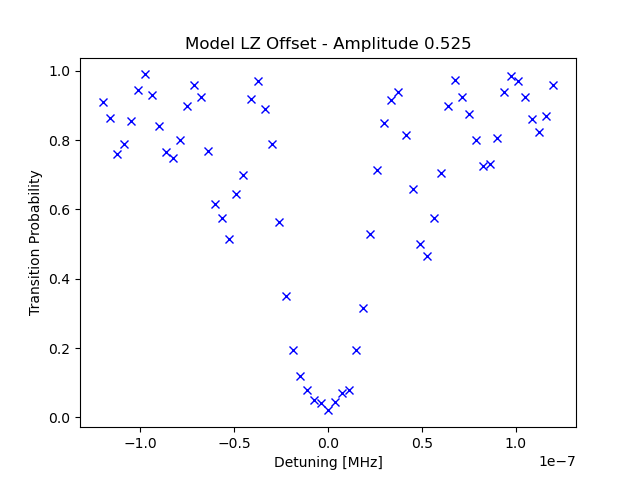 Model LZ Offset - Amplitude 0.525
1.0
0.8
0.6
0.4
0.2
0.0
Transition Probability
−1.0 −0.5 0.0 0.5 1.0
1e−7
Detuning [MHz]